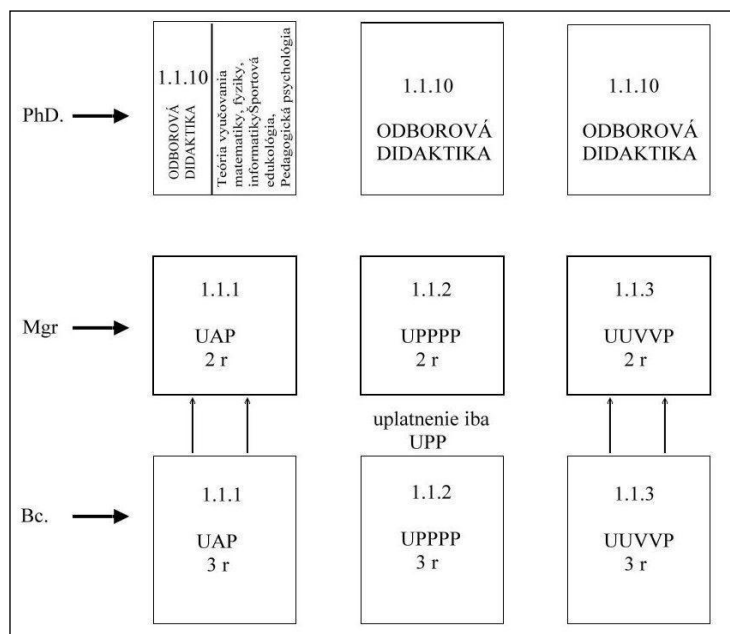 PhD.
1.1.10
ODBOROVÁ
DIDAKTIKA
Teória vyučovania
matematiky, fyziky,
informatikyŠportová
edukológia,
Pedagogická psychológia
1.1.10
ODBOROVÁ
DIDAKTIKA
1.1.10
ODBOROVÁ
DIDAKTIKA
Mgr
1.1.1
UAP
2 r
1.1.2
UPPPP
2 r
1.1.3
UUVVP
2 r
uplatnenie iba
UPP
Bc.
1.1.1
UAP
3 r
1.1.2
UPPPP
3 r
1.1.3
UUVVP
3 r